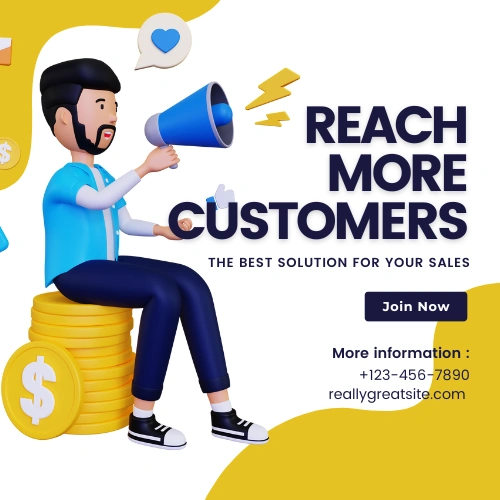 REACH
MORE
CUSTOMERS
THE BEST SOLUTION FOR YOUR SALES
Join Now
More information :
+123-456-7890
reallygreatsite.com
$
$